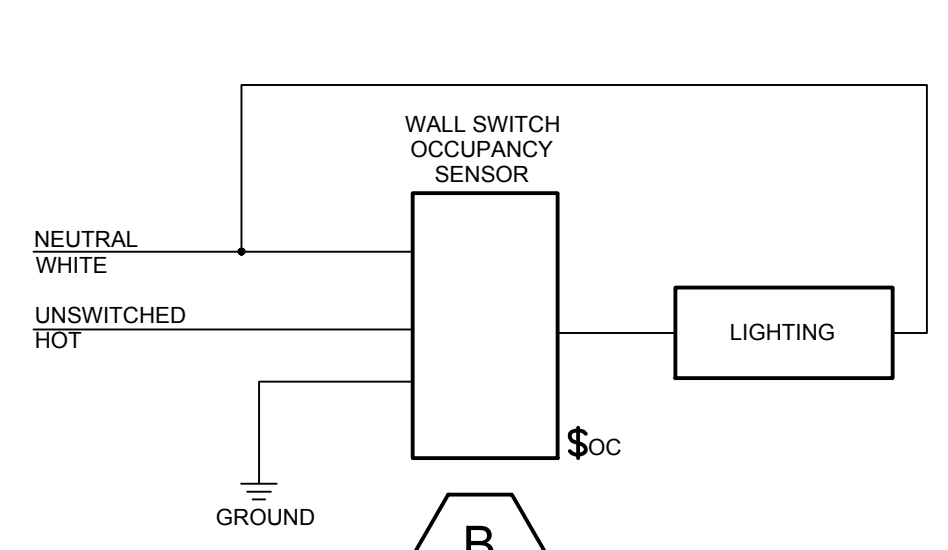 WALL SWITCH
OCCUPANCY
SENSOR
NEUTRAL
WHITE
UNSWITCHED
HOT
LIGHTING
$OC
GROUND
B